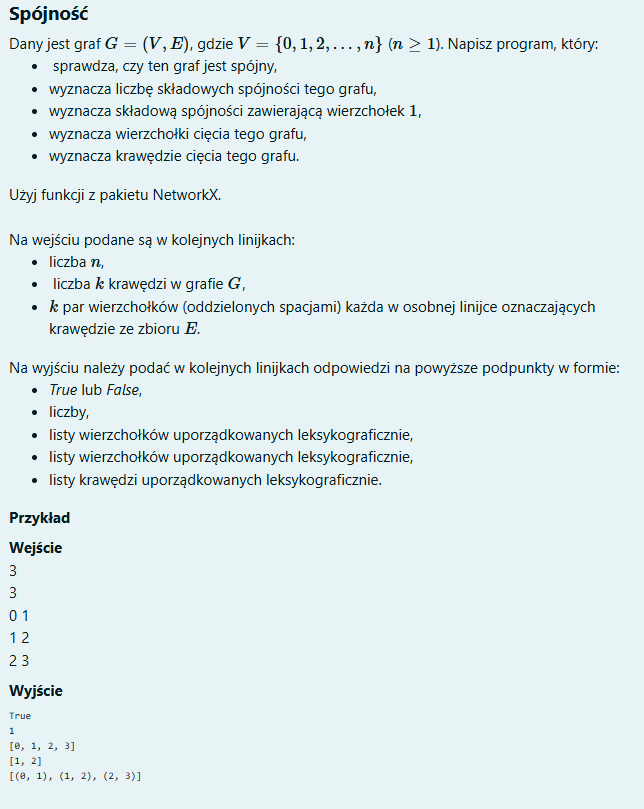 Spójność
Dany jest graf G = (V, E), gdzie V = {0, 1, 2, …, n} (n ≥ 1). Napisz program, który:
• sprawdza, czy ten graf jest spójny,
• wyznacza liczbę składowych spójności tego grafu,
• wyznacza składową spójności zawierającą wierzchołek 1,
• wyznacza wierzchołki cięcia tego grafu,
• wyznacza krawędzie cięcia tego grafu.
Użyj funkcji z pakietu NetworkX.
Na wejściu podane są w kolejnych linijkach:
• liczba n,
• liczba k krawędzi w grafie G,
• k par wierzchołków (oddzielonych spacjami) każda w osobnej linijce oznaczających
krawędzie ze zbioru E.
Na wyjściu należy podać w kolejnych linijkach odpowiedzi na powyższe podpunkty w formie:
• True lub False,
• liczby,
• listy wierzchołków uporządkowanych leksykograficznie,
• listy wierzchołków uporządkowanych leksykograficznie,
• listy krawędzi uporządkowanych leksykograficznie.
Przykład
Wejście
3
3
0 1
1 2
2 3
Wyjście
True
1
[0, 1, 2, 3]
[1, 2]
[(0, 1), (1, 2), (2, 3)]